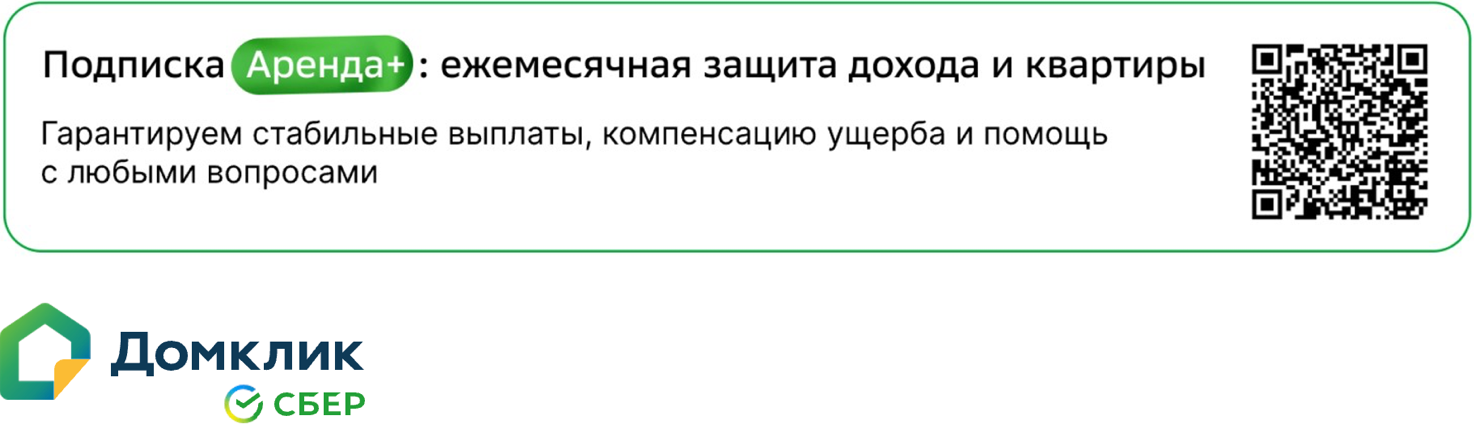 Подписка Аренда+ : ежемесячная защита дохода и квартиры
Гарантируем стабильные выплаты, компенсацию ущерба и помощь
с любыми вопросами
Домклик
СБЕР